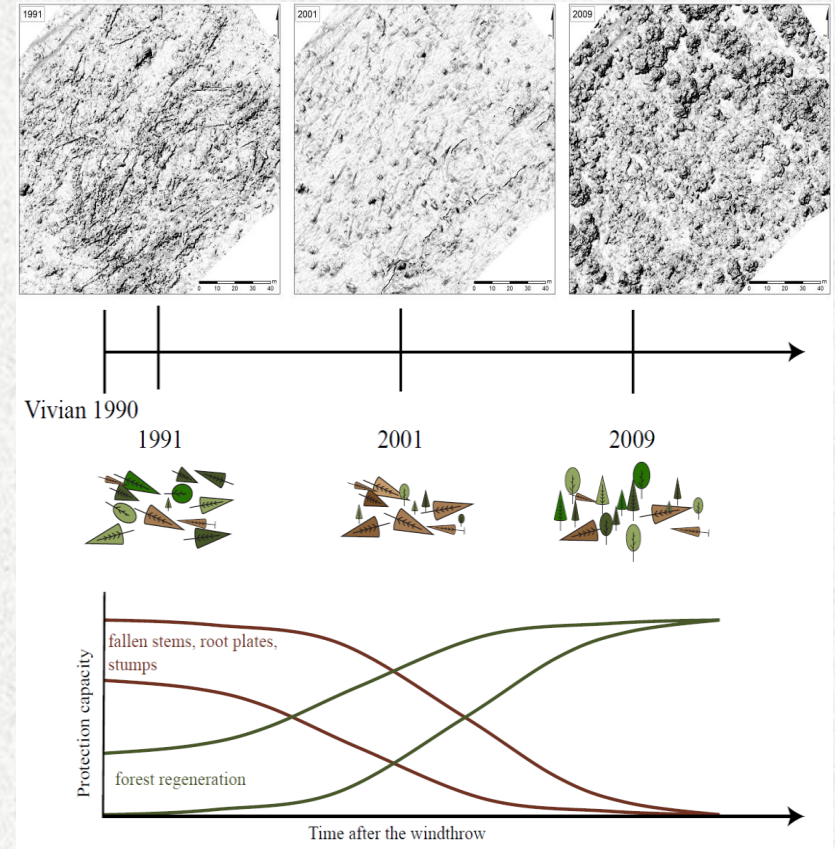 1991
2001
2009
m
0 10 20 30 40
m
0 10 20 30 40
m
0 10 20 30 40
Vivian 1990
1991
2001
2009
fallen stems, root plates,
stumps
forest regeneration
Protection capacity
Time after the windthrow